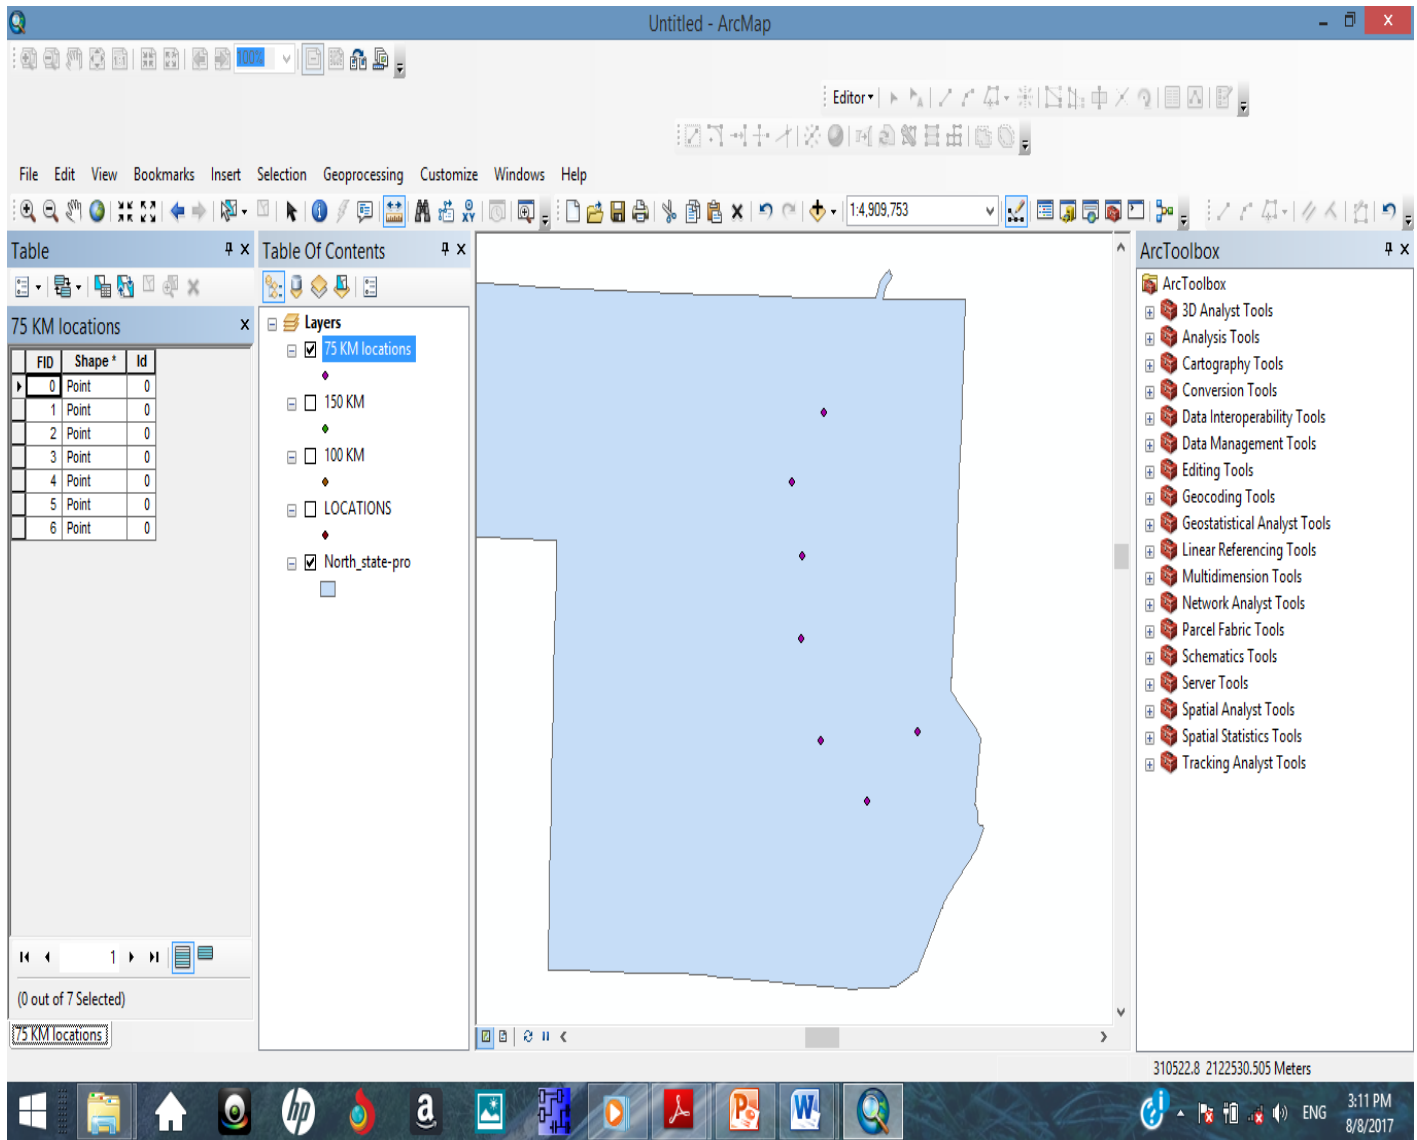 Untitled - ArcMap
100%
Editor
File Edit View Bookmarks Insert Selection Geoprocessing Customize Windows Help
1:4,909,753
Table
75 KM locations
FID Shape * Id
0 Point 0
1 Point 0
2 Point 0
3 Point 0
4 Point 0
5 Point 0
6 Point 0
1
(0 out of 7 Selected)
75 KM locations
Table Of Contents
Layers
75 KM locations
150 KM
100 KM
LOCATIONS
North_state-pro
ArcToolbox
ArcToolbox
3D Analyst Tools
Analysis Tools
Cartography Tools
Conversion Tools
Data Interoperability Tools
Data Management Tools
Editing Tools
Geocoding Tools
Geostatistical Analyst Tools
Linear Referencing Tools
Multidimension Tools
Network Analyst Tools
Parcel Fabric Tools
Schematics Tools
Server Tools
Spatial Analyst Tools
Spatial Statistics Tools
Tracking Analyst Tools
310522.8 2122530.505 Meters
hp
a
ENG
3:11 PM
8/8/2017